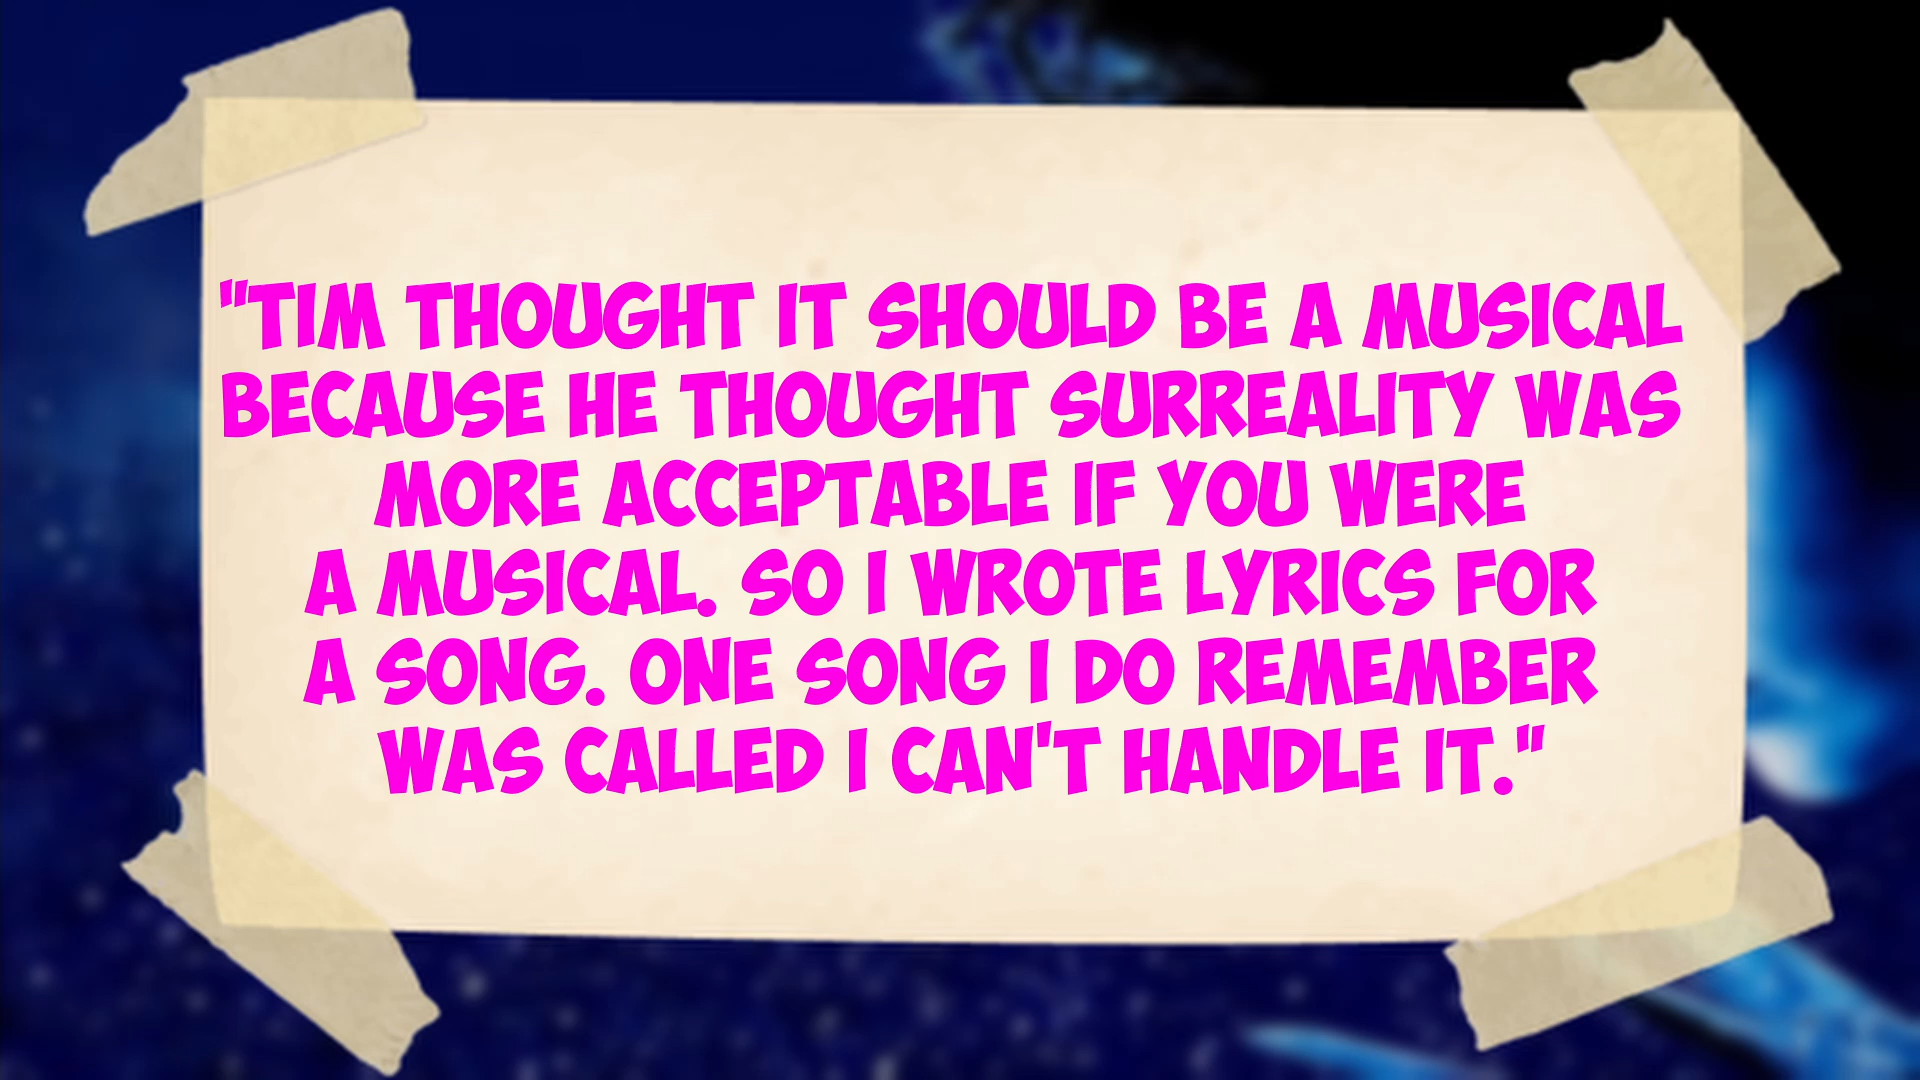 "TIM THOUGHT IT SHOULD BE A MUSICAL
BECAUSE HE THOUGHT SURREALITY WAS
MORE ACCEPTABLE IF YOU WERE
A MUSICAL. SO I WROTE LYRICS FOR
A SONG. ONE SONG I DO REMEMBER
WAS CALLED I CAN'T HANDLE IT."